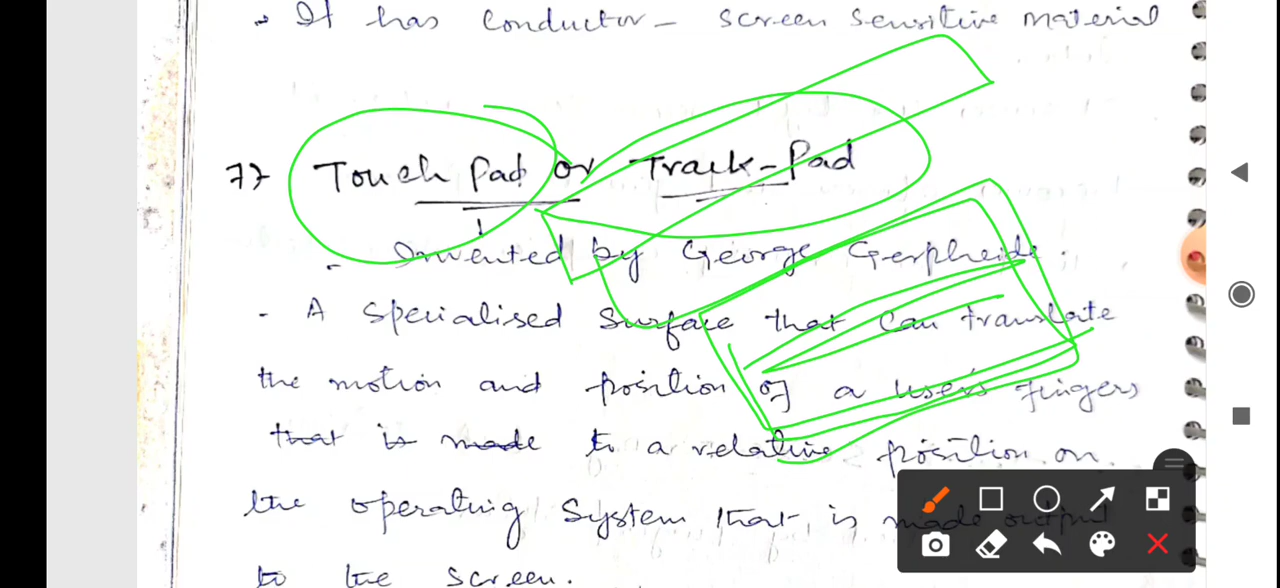 • It has conductor - screen sensitive material
7) Touch Pad or Track-Pad
- Invented by George Gerpheide.
- A specialised surface that can translate
the motion and position of a user's fingers
that is made to a relative position on
the operating system that is made output
to the screen.